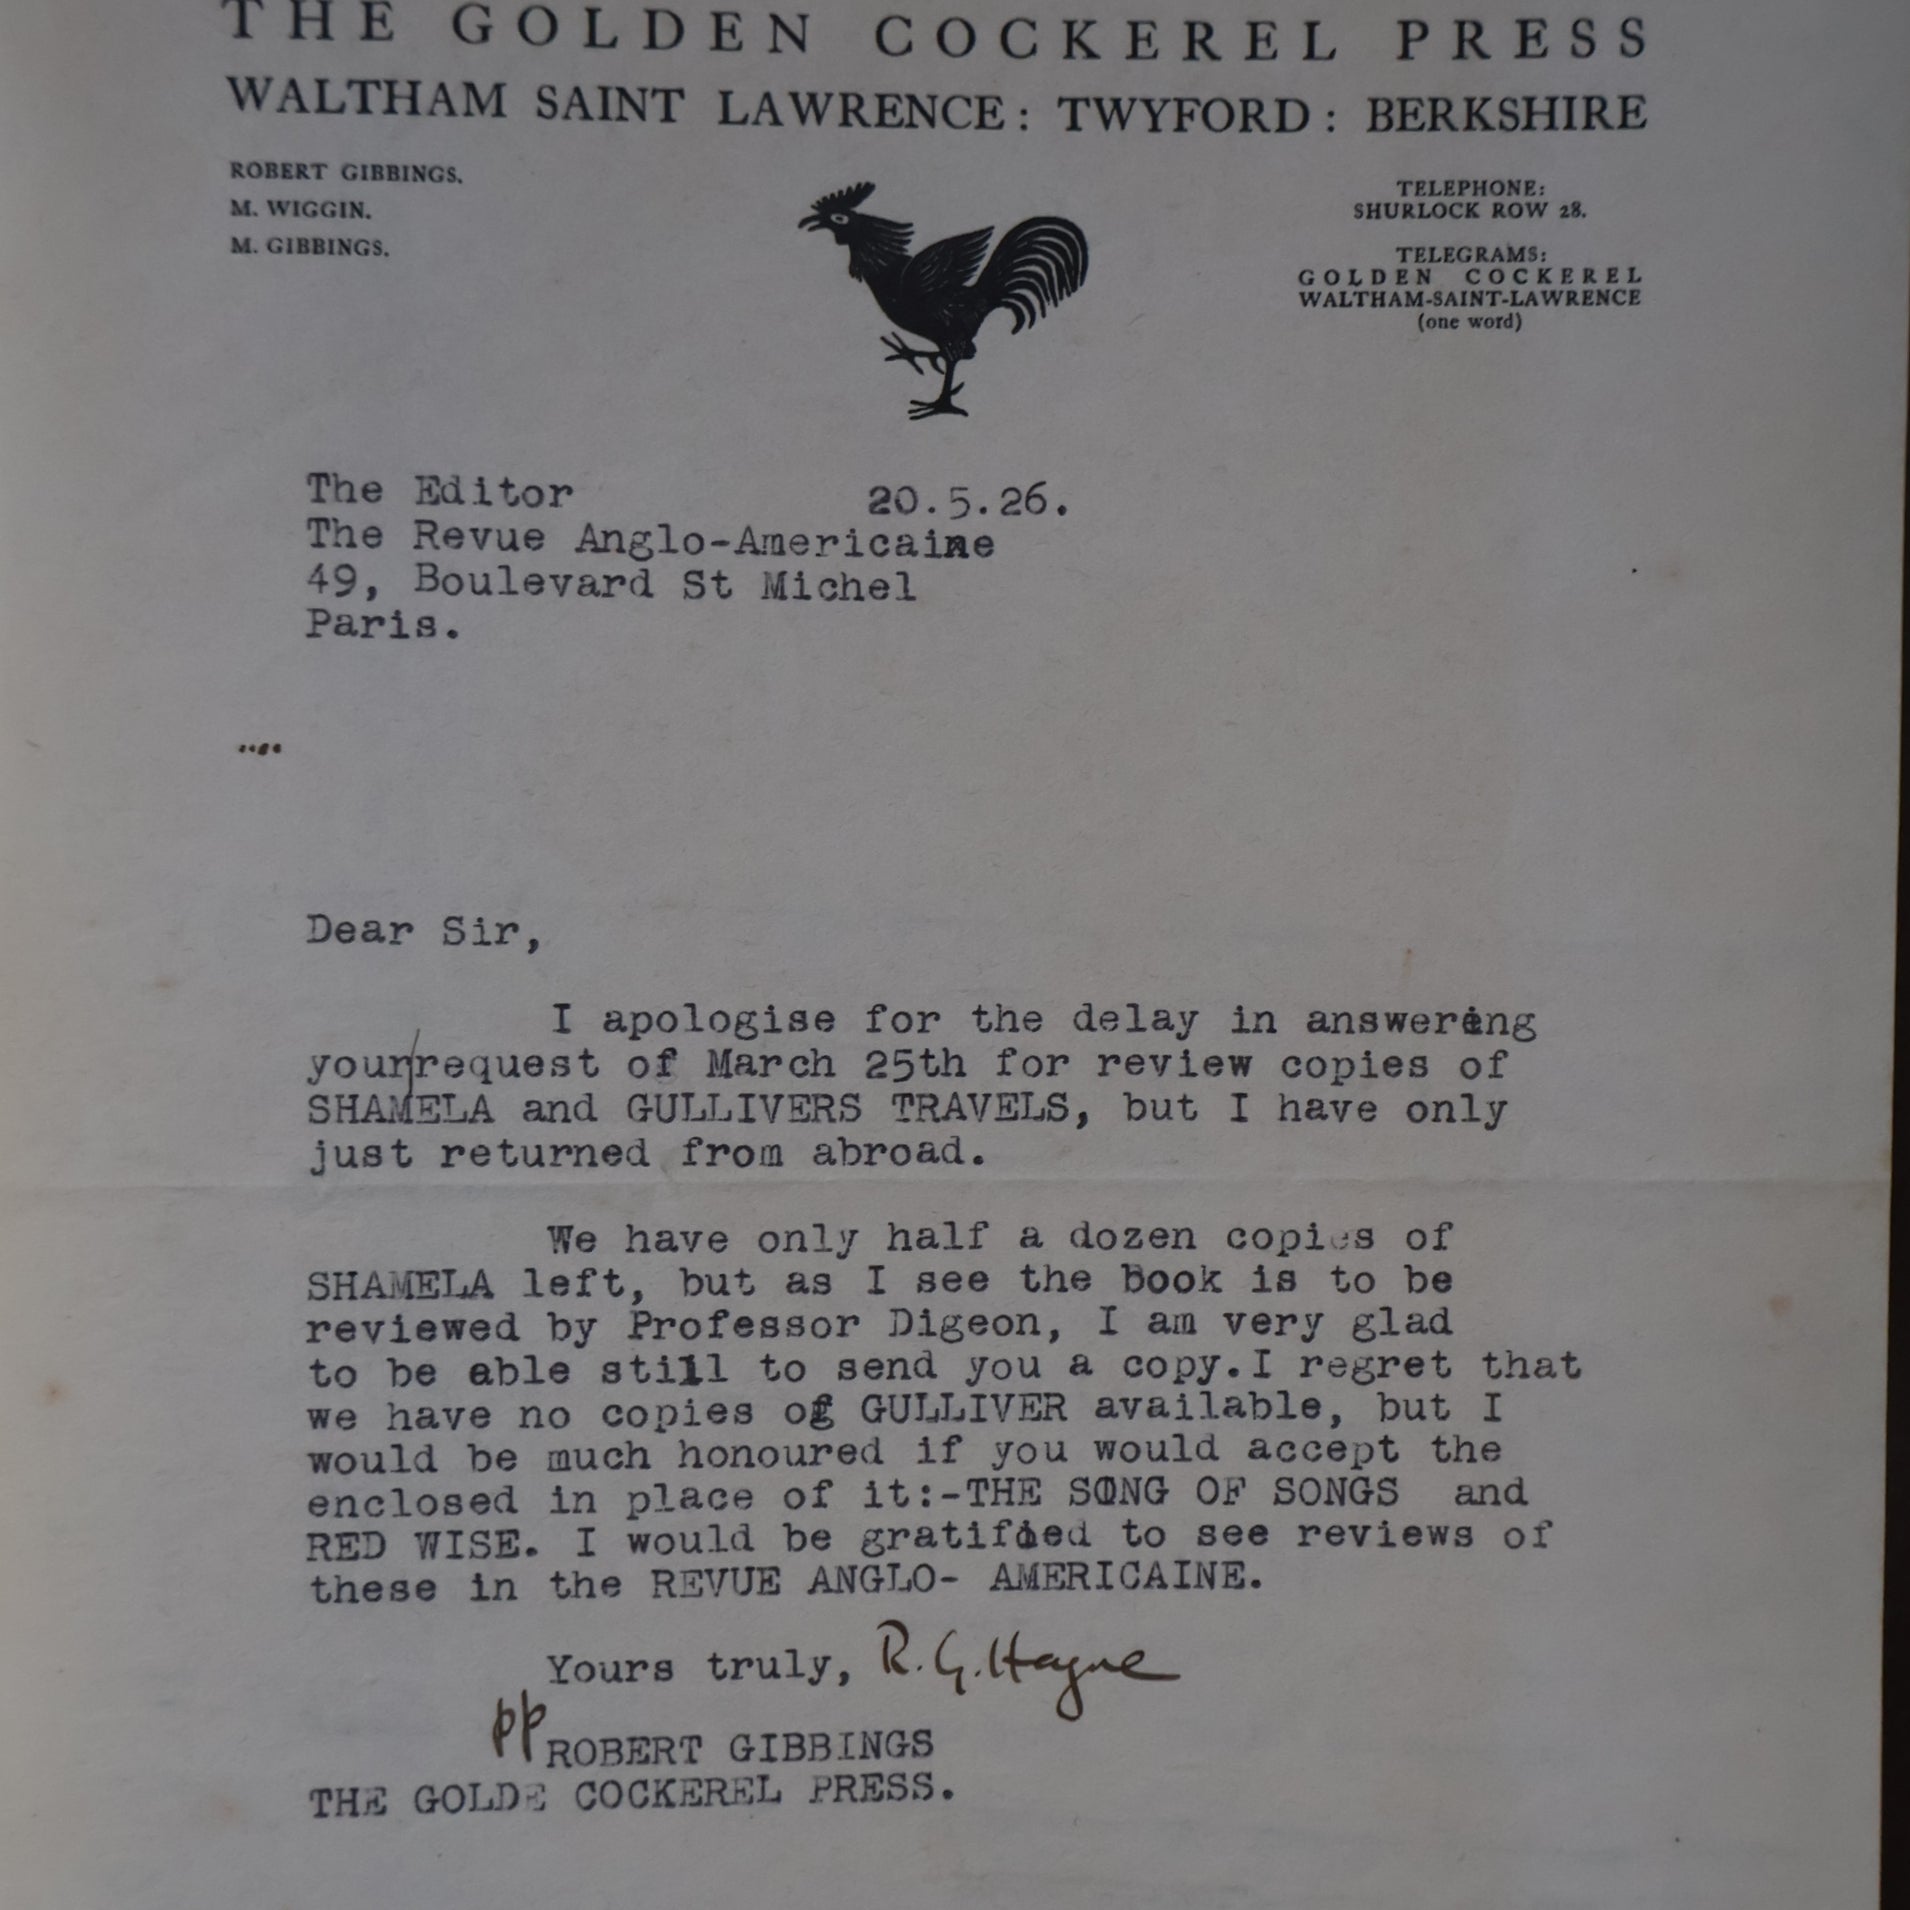 THE GOLDEN COCKEREL PRESS
WALTHAM SAINT LAWRENCE: TWYFORD: BERKSHIRE
ROBERT GIBBINGS.
M. WIGGIN.
M. GIBBINGS.
TELEPHONE:
SHURLOCK ROW 28.
TELEGRAMS:
GOLDEN COCKEREL
WALTHAM-SAINT-LAWRENCE
(one word)
The Editor 20.5.26.
The Revue Anglo-Americaine
49, Boulevard St Michel
Paris.
Dear Sir,
I apologise for the delay in answering
your/request of March 25th for review copies of
SHAMELA and GULLIVERS TRAVELS, but I have only
just returned from abroad.
We have only half a dozen copies of
SHAMELA left, but as I see the book is to be
reviewed by Professor Digeon, I am very glad
to be able still to send you a copy.I regret that
we have no copies of GULLIVER available, but I
would be much honoured if you would accept the
enclosed in place of it:-THE SONG OF SONGS and
RED WISE. I would be gratified to see reviews of
these in the REVUE ANGLO- AMERICAINE.
Yours truly, R. G. Hayne
pp ROBERT GIBBINGS
THE GOLDE COCKEREL PRESS.